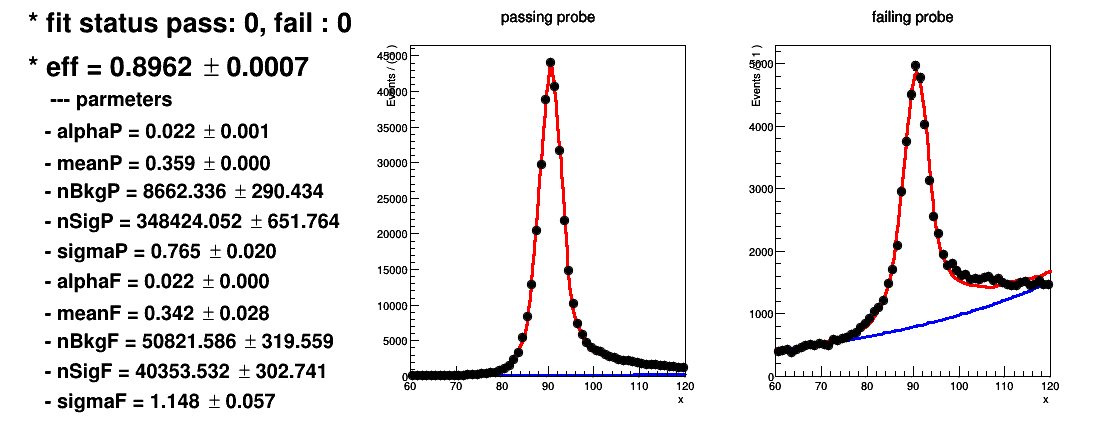 * fit status pass: 0, fail : 0
* eff = 0.8962 ± 0.0007
--- parmeters
- alphaP = 0.022 ± 0.001
- meanP = 0.359 ± 0.000
- nBkgP = 8662.336 ± 290.434
- nSigP = 348424.052 ± 651.764
- sigmaP = 0.765 ± 0.020
- alphaF = 0.022 ± 0.000
- meanF = 0.342 ± 0.028
- nBkgF = 50821.586 ± 319.559
- nSigF = 40353.532 ± 302.741
- sigmaF = 1.148 ± 0.057
passing probe
Events / ( 1 )
45000
40000
35000
30000
25000
20000
15000
10000
5000
0
60 70 80 90 100 110 120
x
failing probe
Events / ( 1 )
5000
4000
3000
2000
1000
0
60 70 80 90 100 110 120
x